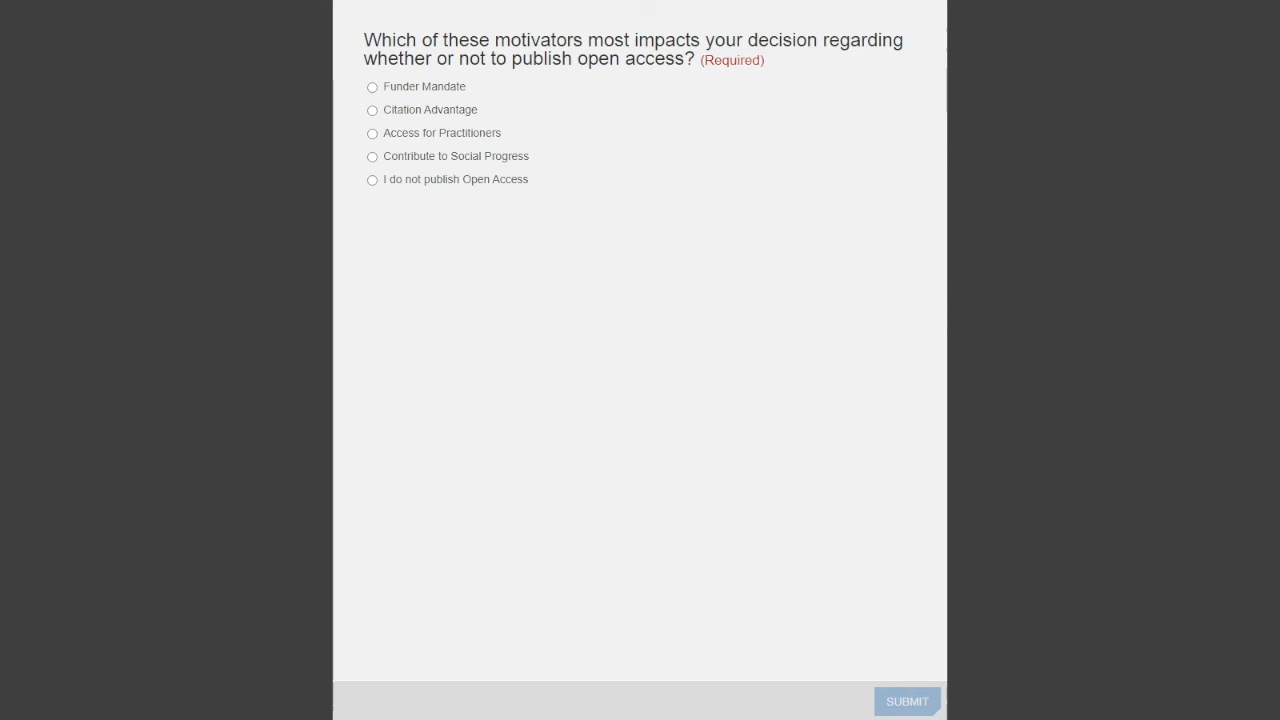 Which of these motivators most impacts your decision regarding
whether or not to publish open access? (Required)
Funder Mandate
Citation Advantage
Access for Practitioners
Contribute to Social Progress
I do not publish Open Access
SUBMIT